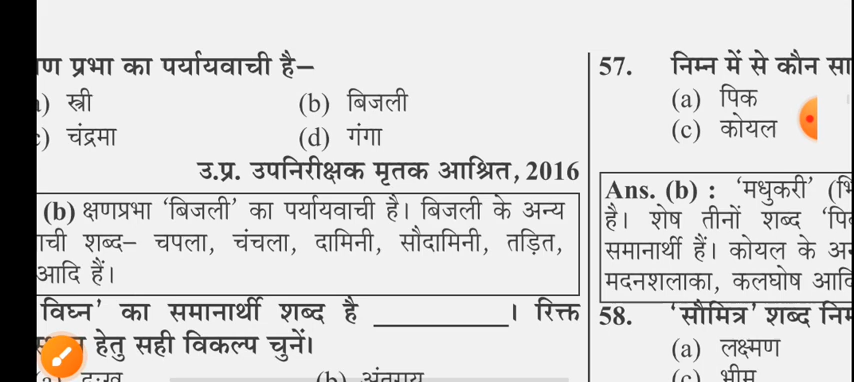 प्रभा का पर्यायवाची है–
स्त्री (b) बिजली
चंद्रमा (d) गंगा
उ.प्र. उपनिरीक्षक मृतक आश्रित, 2016
(b) क्षणप्रभा ‘बिजली’ का पर्यायवाची है। बिजली के अन्य
शब्द– चपला, चंचला, दामिनी, सौदामिनी, तड़ित,
आदि हैं।
विघ्न’ का समानार्थी शब्द है __________। रिक्त
हेतु सही विकल्प चुनें।
57. निम्न में से कौन सा
(a) पिक
(c) कोयल
Ans. (b) : ‘मधुकरी’
है। शेष तीनों शब्द
समानार्थी हैं। कोयल के
मदनशलाका, कलघोष आदि
58. ‘सौमित्र’ शब्द
(a) लक्ष्मण
(c) भीम